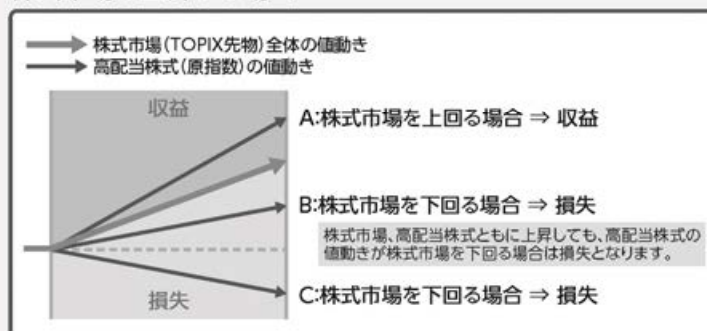 株式市場(TOPIX先物)全体の値動き
高配当株式(原指数)の値動き
収益
A:株式市場を上回る場合 ⇒ 収益
B:株式市場を下回る場合 ⇒ 損失
株式市場、高配当株式ともに上昇しても、高配当株式の
値動きが株式市場を下回る場合は損失となります。
損失
C:株式市場を下回る場合 ⇒ 損失